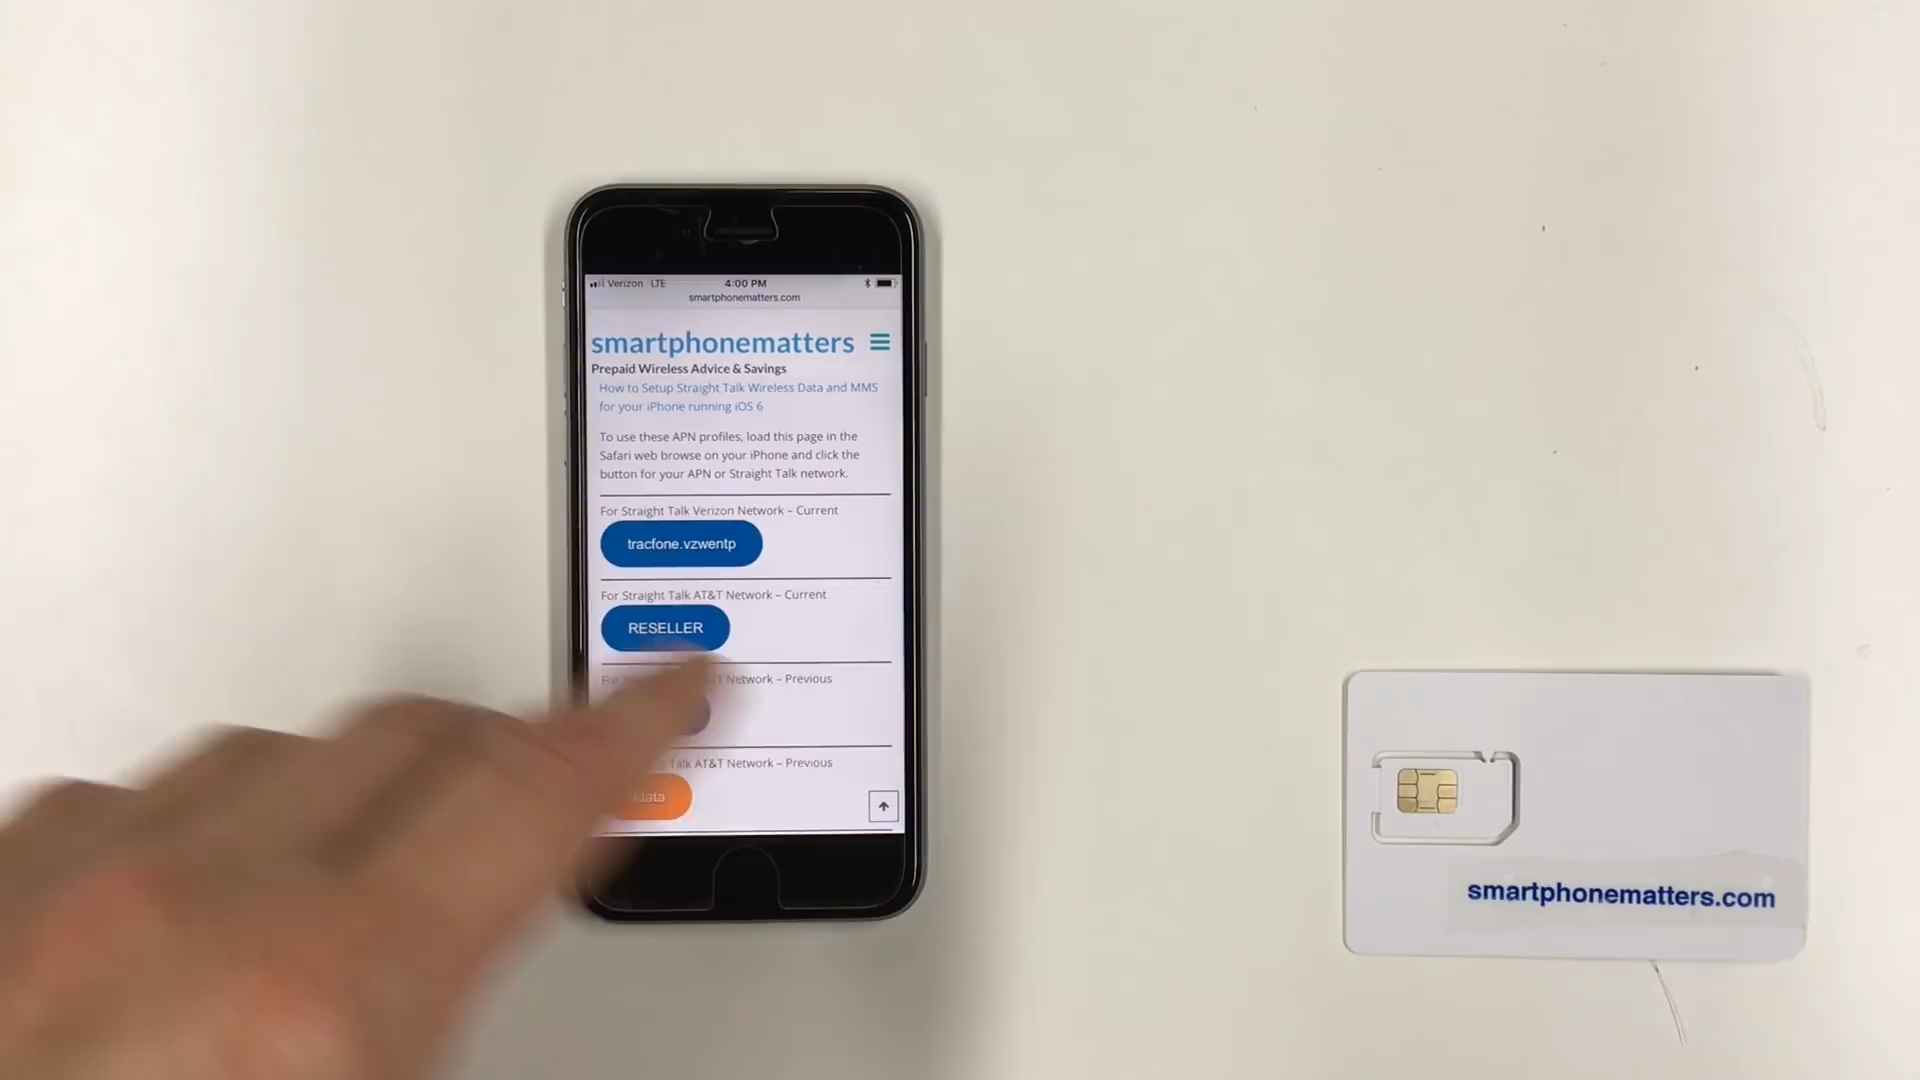 Verizon LTE 4:00 PM
smartphonematters.com
smartphonematters
Prepaid Wireless Advice & Savings
How to Setup Straight Talk Wireless Data and MMS
for your iPhone running iOS 6
To use these APN profiles, load this page in the
Safari web browse on your iPhone and click the
button for your APN or Straight Talk network.
For Straight Talk Verizon Network – Current
tracfone.vzwentp
For Straight Talk AT&T Network – Current
RESELLER
Network – Previous
Talk AT&T Network – Previous
smartphonematters.com